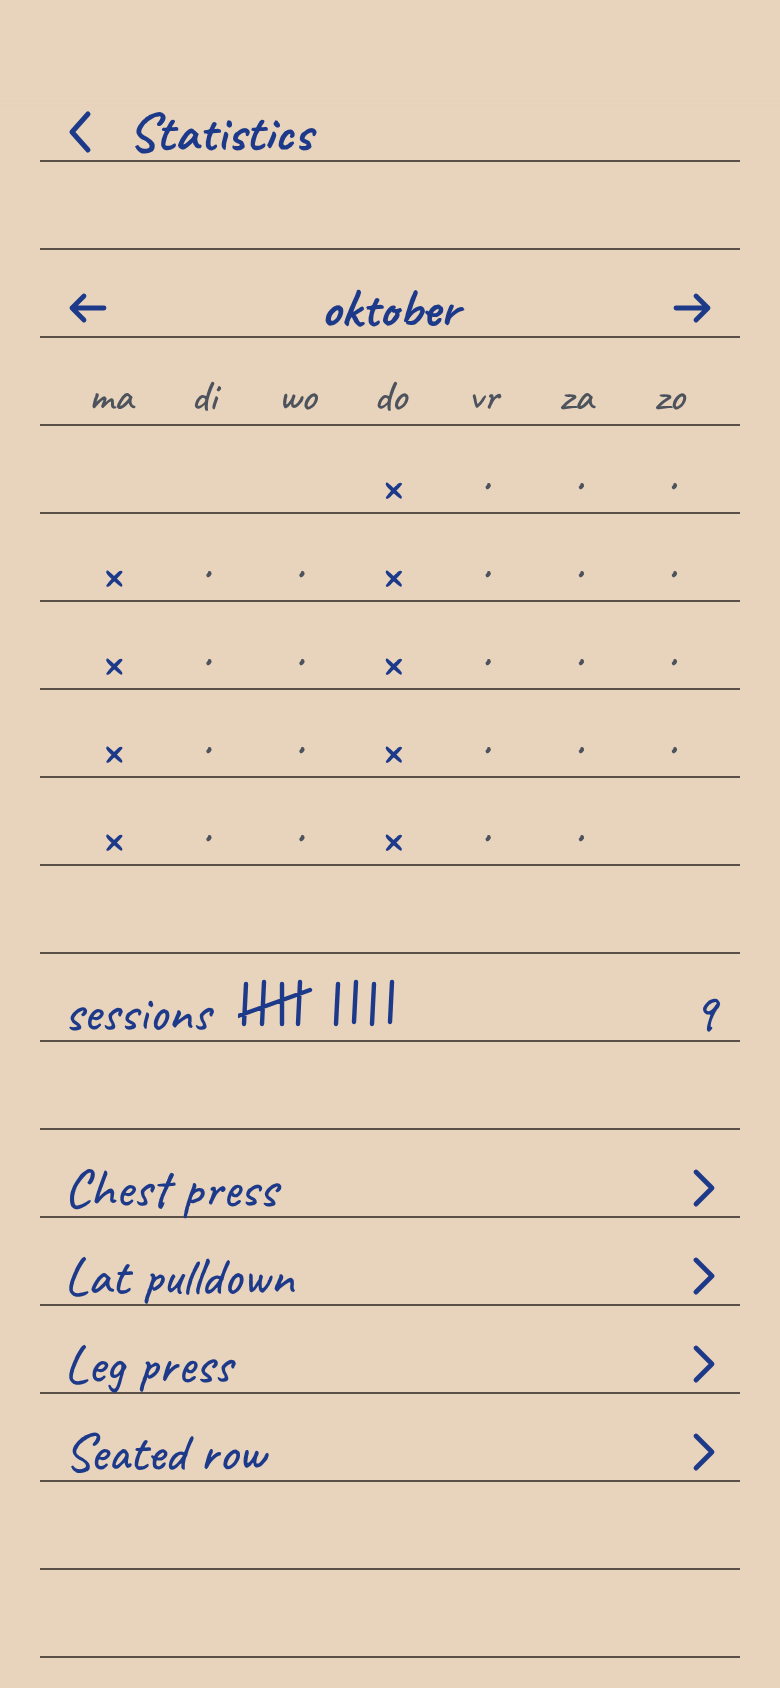 Statistics
oktober
ma di wo do vr za zo
× · · ·
× · · × · · ·
× · · × · · ·
× · · × · · ·
× · · × · ·
sessions 9
Chest press
Lat pulldown
Leg press
Seated row